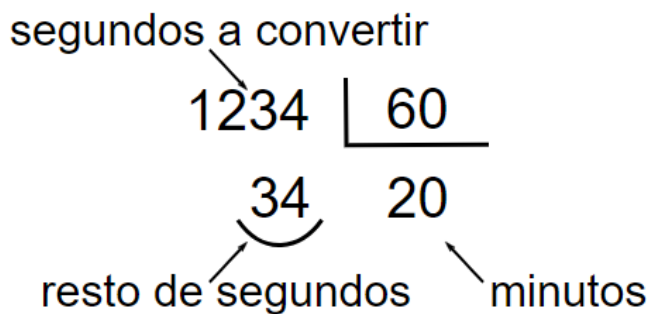 segundos a convertir
1234 60
34 20
resto de segundos minutos